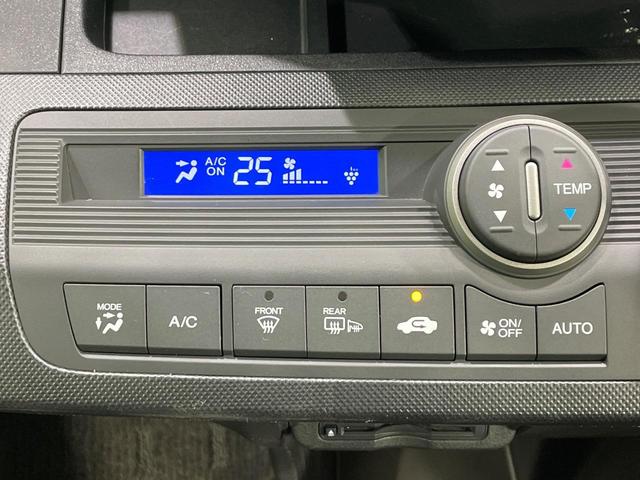 A/C
ON
25
TEMP
MODE
A/C
FRONT
REAR
ON/
OFF
AUTO